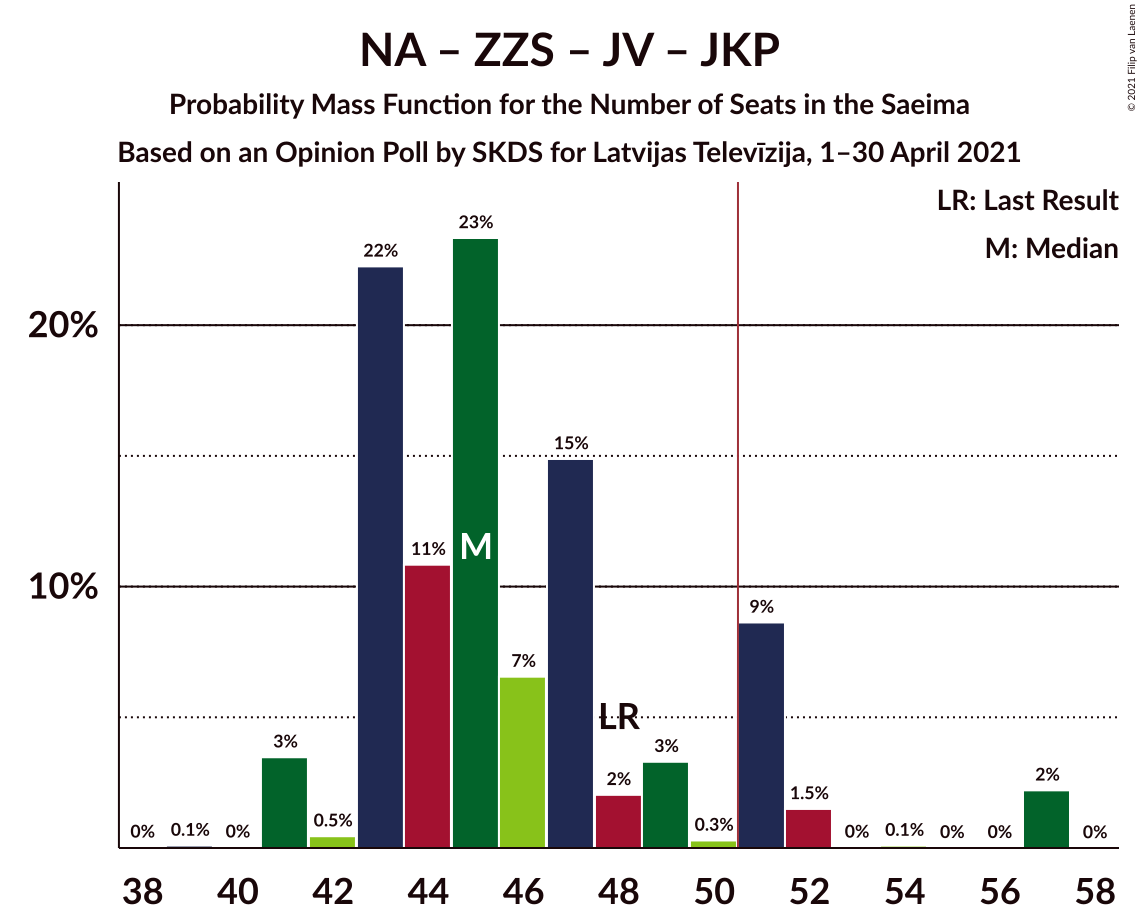 NA – ZZS – JV – JKP
Probability Mass Function for the Number of Seats in the Saeima
Based on an Opinion Poll by SKDS for Latvijas Televīzija, 1–30 April 2021
© 2021 Filip van Laenen
LR: Last Result
M: Median
20%
10%
0% 0.1% 0% 3% 0.5% 22% 11% 23% 7% 15% 2% 3% 0.3% 9% 1.5% 0% 0.1% 0% 0% 2% 0%
M
LR
38 40 42 44 46 48 50 52 54 56 58